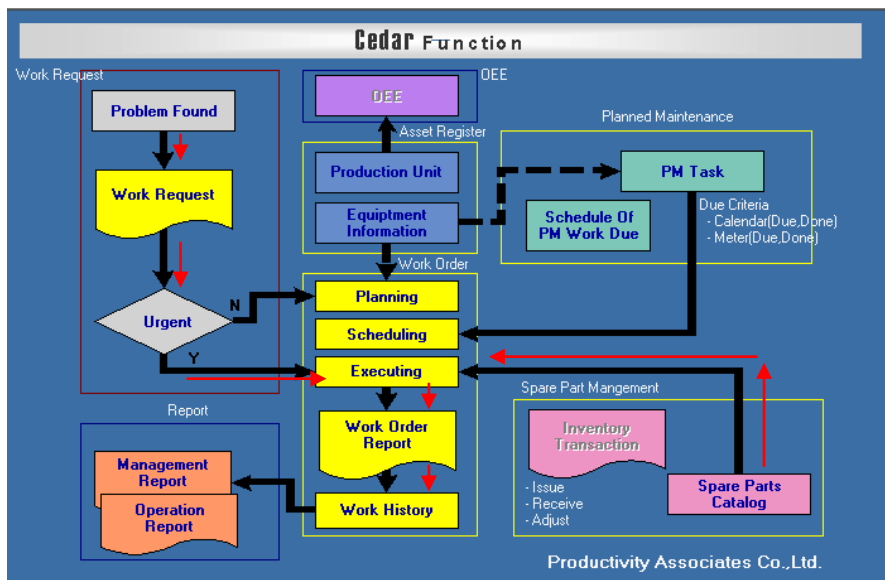 Cedar Function
Work Request
Problem Found
Work Request
Urgent
N
Y
OEE
OEE
Asset Register
Production Unit
Equiptment
Information
Work Order
Planning
Scheduling
Executing
Work Order
Report
Work History
Planned Maintenance
PM Task
Schedule Of
PM Work Due
Due Criteria
- Calendar(Due,Done)
- Meter(Due,Done)
Report
Management
Report
Operation
Report
Spare Part Mangement
Inventory
Transaction
- Issue
- Receive
- Adjust
Spare Parts
Catalog
Productivity Associates Co.,Ltd.